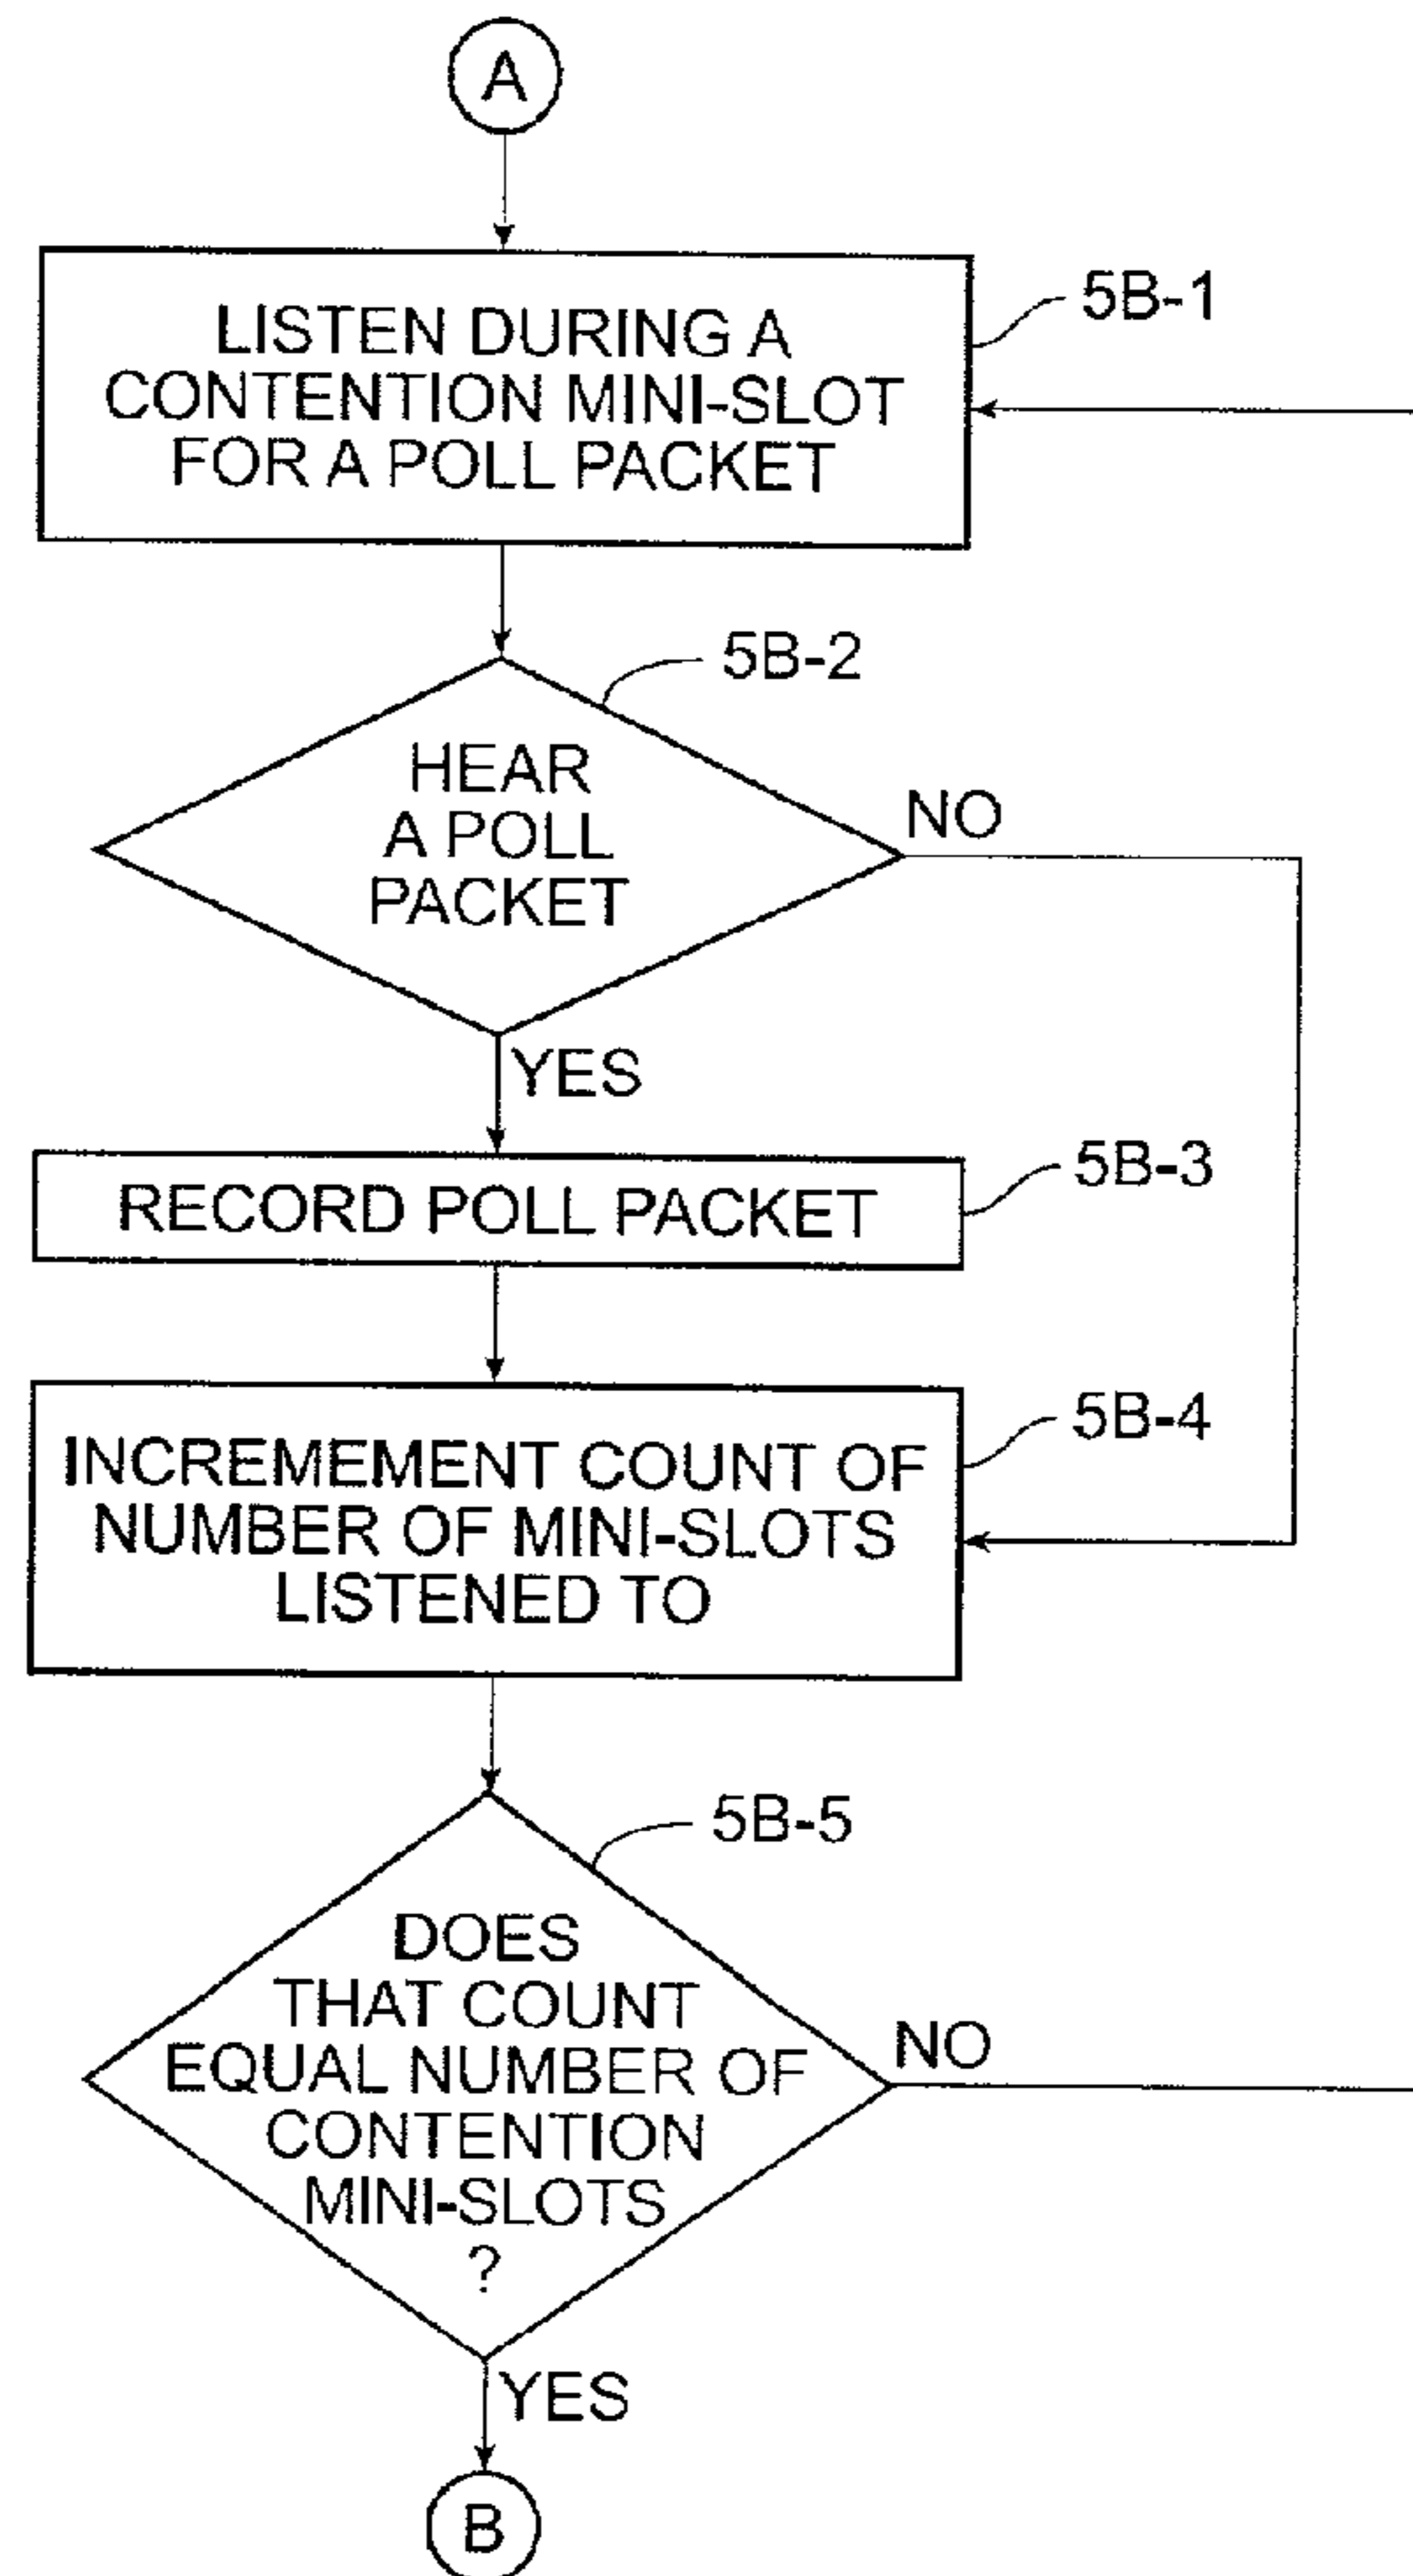 A
LISTEN DURING A
CONTENTION MINI-SLOT
FOR A POLL PACKET
5B-1
5B-2
HEAR
A POLL
PACKET
NO
YES
RECORD POLL PACKET
5B-3
INCREMEMENT COUNT OF
NUMBER OF MINI-SLOTS
LISTENED TO
5B-4
5B-5
DOES
THAT COUNT
EQUAL NUMBER OF
CONTENTION
MINI-SLOTS
?
NO
YES
B